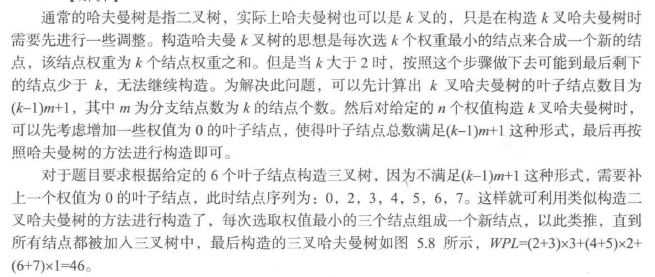 通常的哈夫曼树是指二叉树，实际上哈夫曼树也可以是 k 叉的，只是在构造 k 叉哈夫曼树时
需要先进行一些调整。构造哈夫曼 k 叉树的思想是每次选 k 个权重最小的结点来合成一个新的结
点，该结点权重为 k 个结点权重之和。但是当 k 大于 2 时，按照这个步骤做下去可能到最后剩下
的结点少于 k，无法继续构造。为解决此问题，可以先计算出 k 叉哈夫曼树的叶子结点数目为
(k−1)m+1，其中 m 为分支结点数为 k 的结点个数。然后对给定的 n 个权值构造 k 叉哈夫曼树时，
可以先考虑增加一些权值为 0 的叶子结点，使得叶子结点总数满足(k−1)m+1 这种形式，最后再按
照哈夫曼树的方法进行构造即可。
对于题目要求根据给定的 6 个叶子结点构造三叉树，因为不满足(k−1)m+1 这种形式，需要补
上一个权值为 0 的叶子结点，此时结点序列为：0，2，3，4，5，6，7。这样就可利用类似构造二
叉哈夫曼树的方法进行构造了，每次选取权值最小的三个结点组成一个新结点，以此类推，直到
所有结点都被加入三叉树中，最后构造的三叉哈夫曼树如图 5.8 所示，WPL=(2+3)×3+(4+5)×2+
(6+7)×1=46。